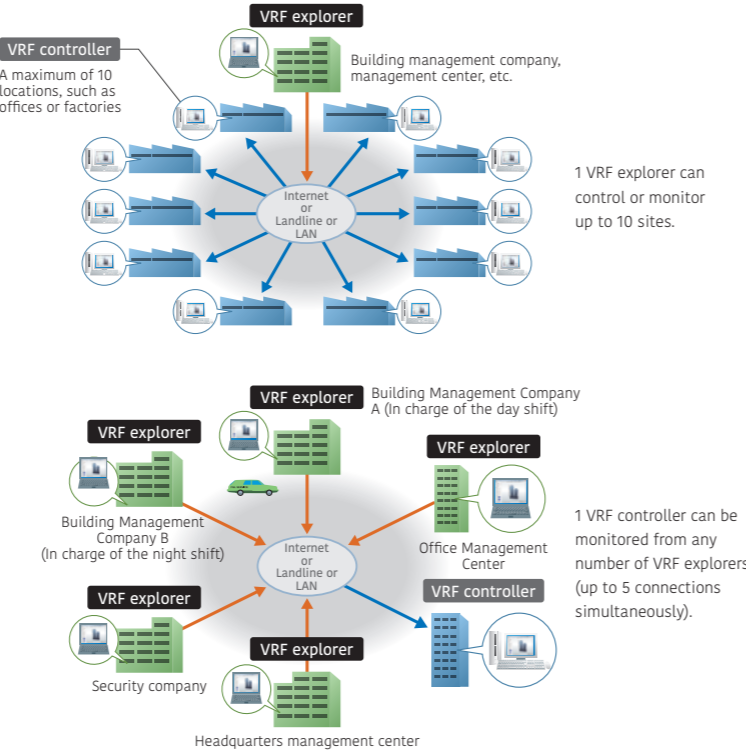 VRF explorer
VRF controller
A maximum of 10
locations, such as
offices or factories
Building management company,
management center, etc.
Internet
or
Landline or
LAN
1 VRF explorer can
control or monitor
up to 10 sites.
VRF explorer
Building Management Company
A (In charge of the day shift)
VRF explorer
Building Management
Company B
(In charge of the night shift)
VRF explorer
Office Management
Center
Internet
or
Landline or
LAN
VRF controller
VRF explorer
Security company
VRF explorer
Headquarters management center
1 VRF controller can be
monitored from any
number of VRF explorers
(up to 5 connections
simultaneously).